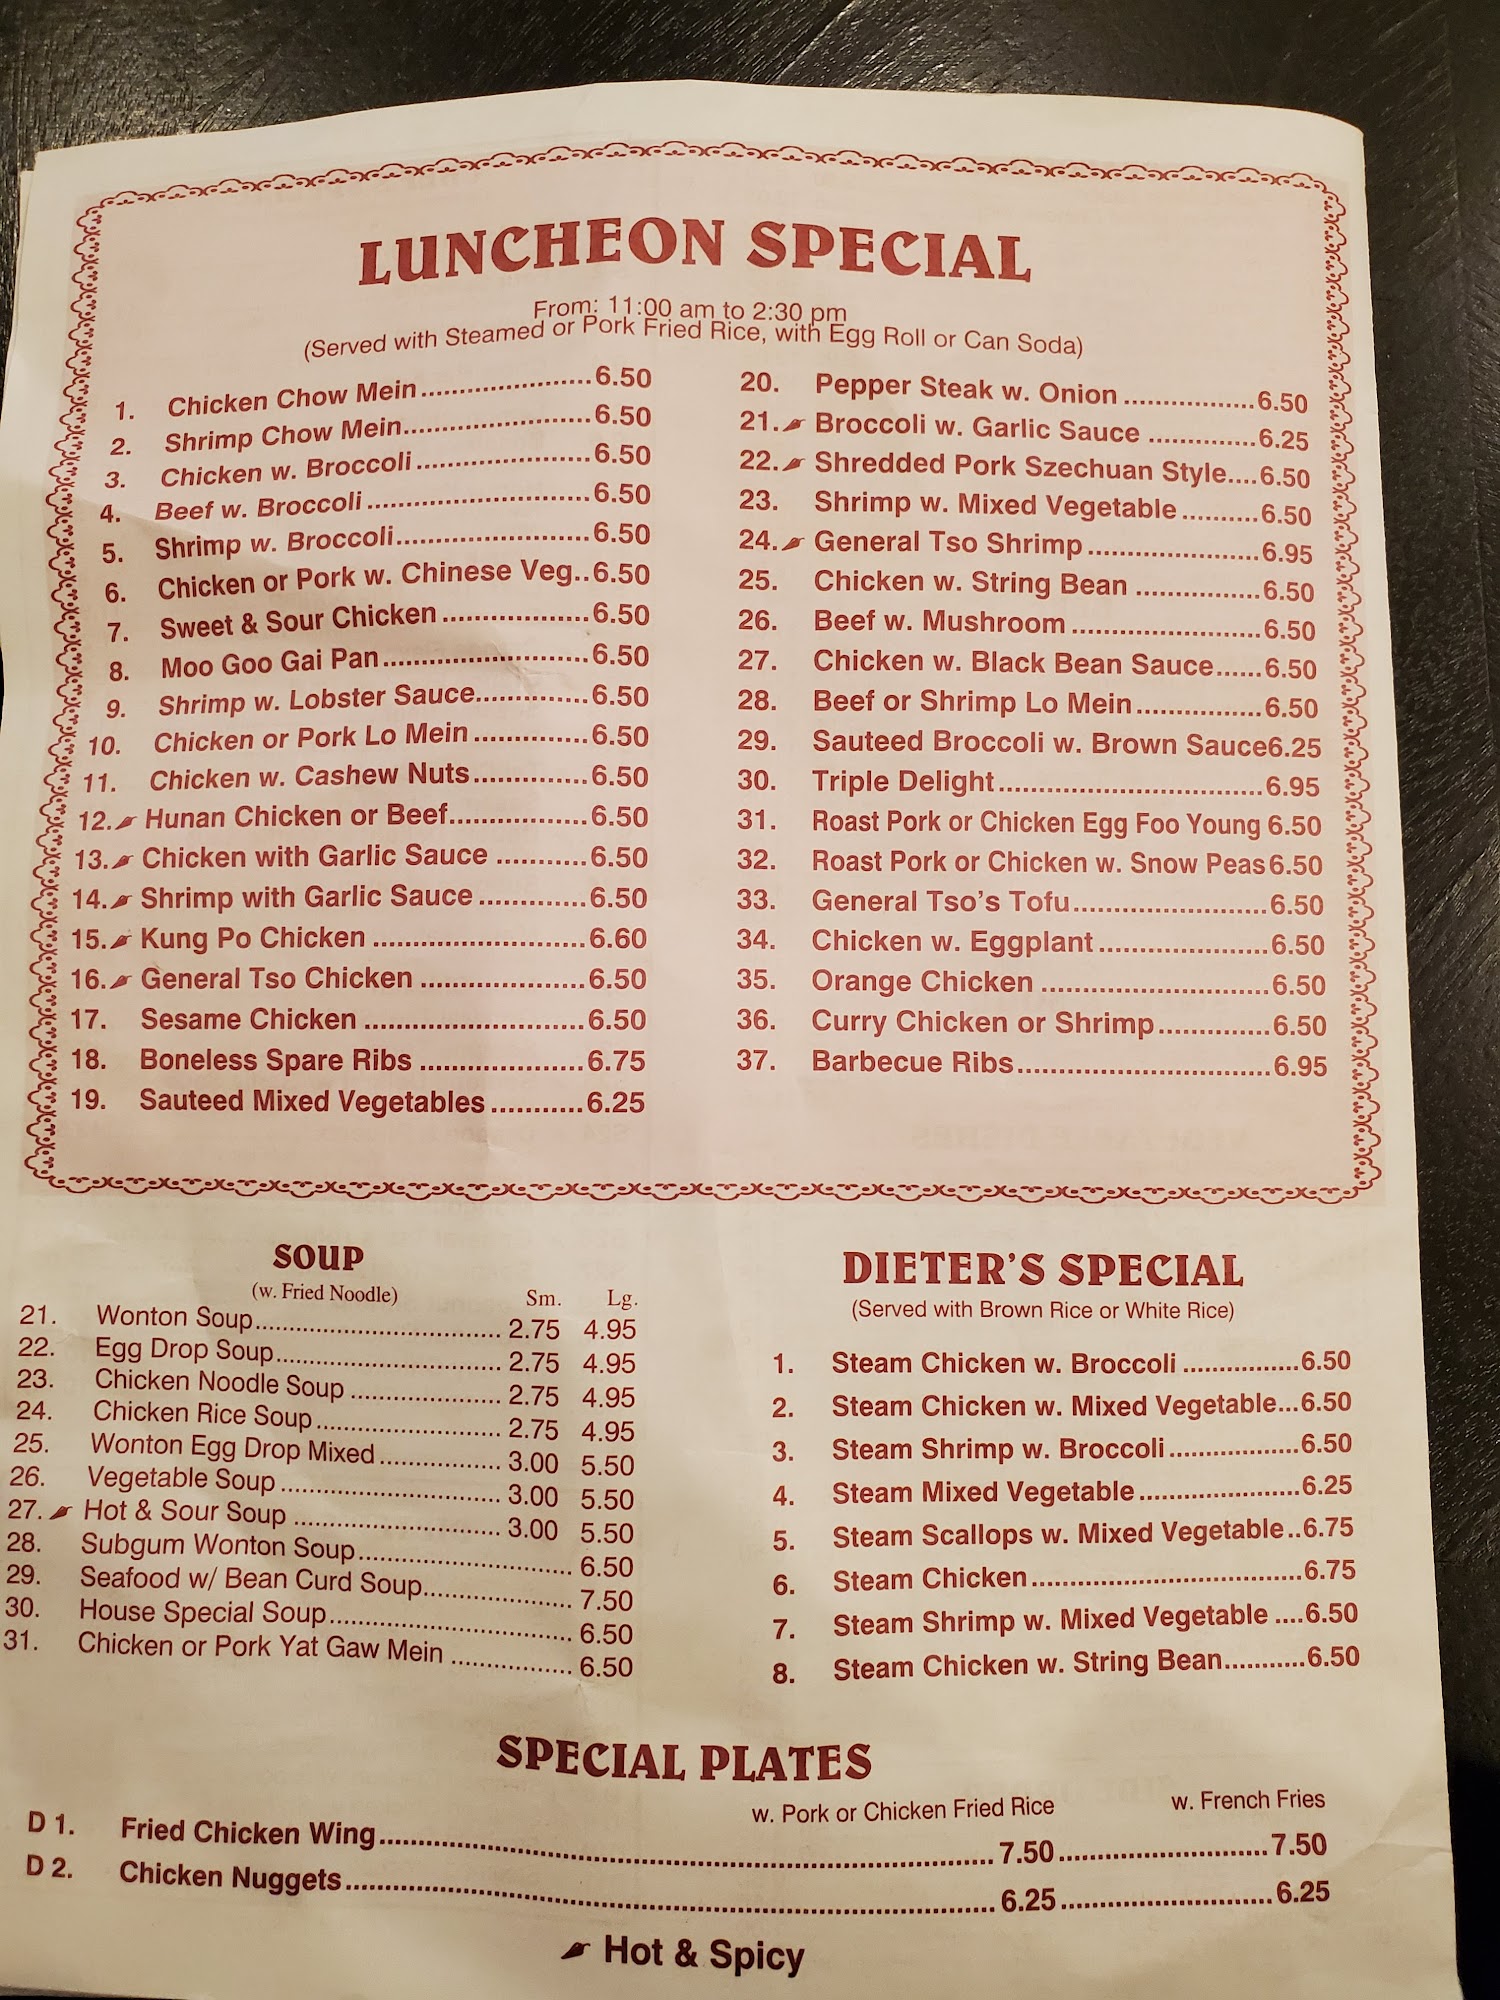 LUNCHEON SPECIAL
From: 11:00 am to 2:30 pm
(Served with Steamed or Pork Fried Rice, with Egg Roll or Can Soda)
1. Chicken Chow Mein......................6.50
2. Shrimp Chow Mein.........................6.50
3. Chicken w. Broccoli.......................6.50
4. Beef w. Broccoli.............................6.50
5. Shrimp w. Broccoli.........................6.50
6. Chicken or Pork w. Chinese Veg..6.50
7. Sweet & Sour Chicken...................6.50
8. Moo Goo Gai Pan...........................6.50
9. Shrimp w. Lobster Sauce...............6.50
10. Chicken or Pork Lo Mein...............6.50
11. Chicken w. Cashew Nuts...............6.50
12. Hunan Chicken or Beef..................6.50
13. Chicken with Garlic Sauce............6.50
14. Shrimp with Garlic Sauce..............6.50
15. Kung Po Chicken............................6.60
16. General Tso Chicken......................6.50
17. Sesame Chicken.............................6.50
18. Boneless Spare Ribs......................6.75
19. Sauteed Mixed Vegetables............6.25
20. Pepper Steak w. Onion.................6.50
21. Broccoli w. Garlic Sauce..............6.25
22. Shredded Pork Szechuan Style....6.50
23. Shrimp w. Mixed Vegetable..........6.50
24. General Tso Shrimp......................6.95
25. Chicken w. String Bean................6.50
26. Beef w. Mushroom........................6.50
27. Chicken w. Black Bean Sauce......6.50
28. Beef or Shrimp Lo Mein................6.50
29. Sauteed Broccoli w. Brown Sauce6.25
30. Triple Delight..................................6.95
31. Roast Pork or Chicken Egg Foo Young 6.50
32. Roast Pork or Chicken w. Snow Peas6.50
33. General Tso's Tofu.........................6.50
34. Chicken w. Eggplant......................6.50
35. Orange Chicken.............................6.50
36. Curry Chicken or Shrimp..............6.50
37. Barbecue Ribs.................................6.95
SOUP
(w. Fried Noodle) Sm. Lg.
21. Wonton Soup................................. 2.75 4.95
22. Egg Drop Soup.............................. 2.75 4.95
23. Chicken Noodle Soup.................... 2.75 4.95
24. Chicken Rice Soup......................... 2.75 4.95
25. Wonton Egg Drop Mixed................ 3.00 5.50
26. Vegetable Soup.............................. 3.00 5.50
27. Hot & Sour Soup............................ 3.00 5.50
28. Subgum Wonton Soup............................. 6.50
29. Seafood w/ Bean Curd Soup.................... 7.50
30. House Special Soup................................. 6.50
31. Chicken or Pork Yat Gaw Mein................ 6.50
DIETER'S SPECIAL
(Served with Brown Rice or White Rice)
1. Steam Chicken w. Broccoli...............6.50
2. Steam Chicken w. Mixed Vegetable...6.50
3. Steam Shrimp w. Broccoli.................6.50
4. Steam Mixed Vegetable.....................6.25
5. Steam Scallops w. Mixed Vegetable..6.75
6. Steam Chicken...................................6.75
7. Steam Shrimp w. Mixed Vegetable....6.50
8. Steam Chicken w. String Bean...........6.50
SPECIAL PLATES
w. Pork or Chicken Fried Rice w. French Fries
D 1. Fried Chicken Wing................................................................................7.50...........................7.50
D 2. Chicken Nuggets.....................................................................................6.25...........................6.25
Hot & Spicy